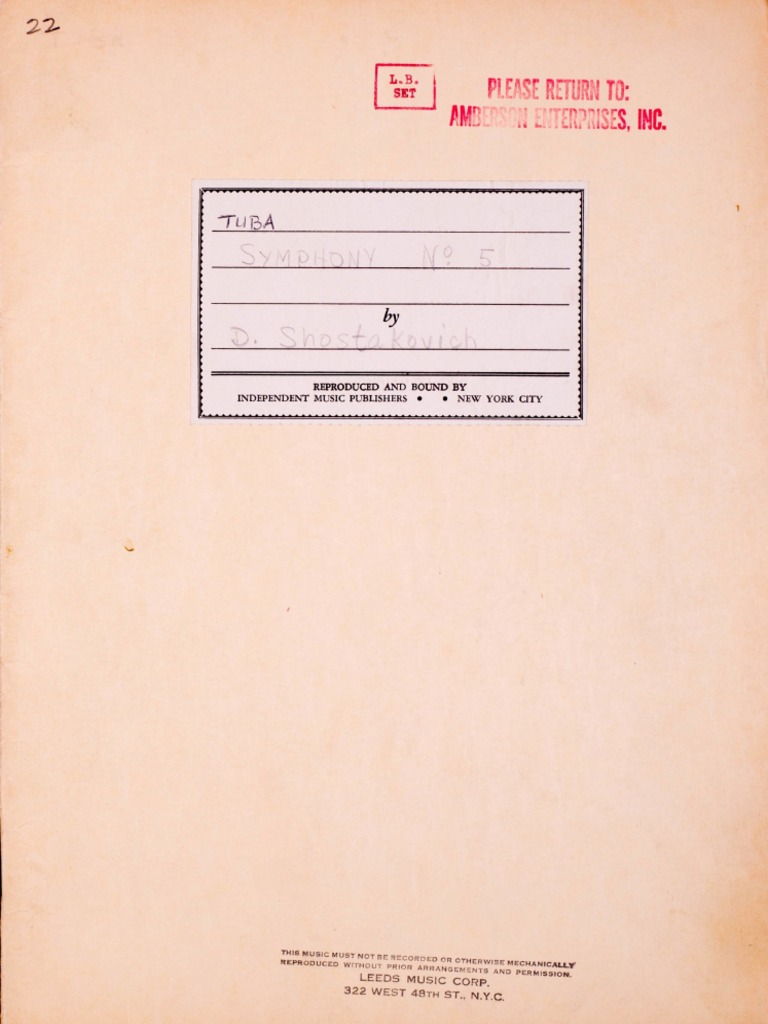 22
L.B.
SET
PLEASE RETURN TO:
AMBERSON ENTERPRISES, INC.
TUBA
SYMPHONY Nº 5
by
D. Shostakovich
REPRODUCED AND BOUND BY
INDEPENDENT MUSIC PUBLISHERS • • NEW YORK CITY
THIS MUSIC MUST NOT BE RECORDED OR OTHERWISE MECHANICALLY
REPRODUCED WITHOUT PRIOR ARRANGEMENTS AND PERMISSION.
LEEDS MUSIC CORP.
322 WEST 48TH ST., N.Y.C.